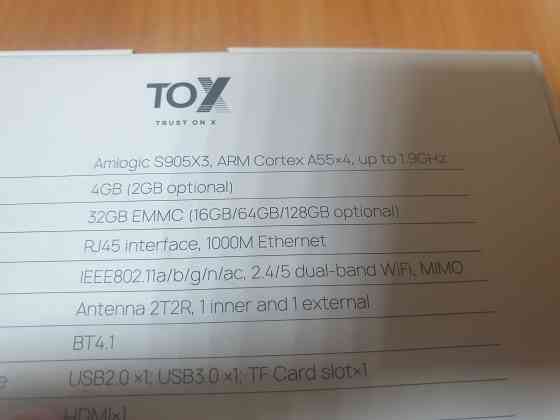 TOX
TRUST ON X
Amlogic S905X3, ARM Cortex A55×4, up to 1.9GHz
4GB (2GB optional)
32GB EMMC (16GB/64GB/128GB optional)
RJ45 interface, 1000M Ethernet
IEEE802.11a/b/g/n/ac, 2.4/5 dual-band WiFi, MIMO
Antenna 2T2R, 1 inner and 1 external
BT4.1
USB2.0 ×1; USB3.0 ×1; TF Card slot×1
HDMI×1